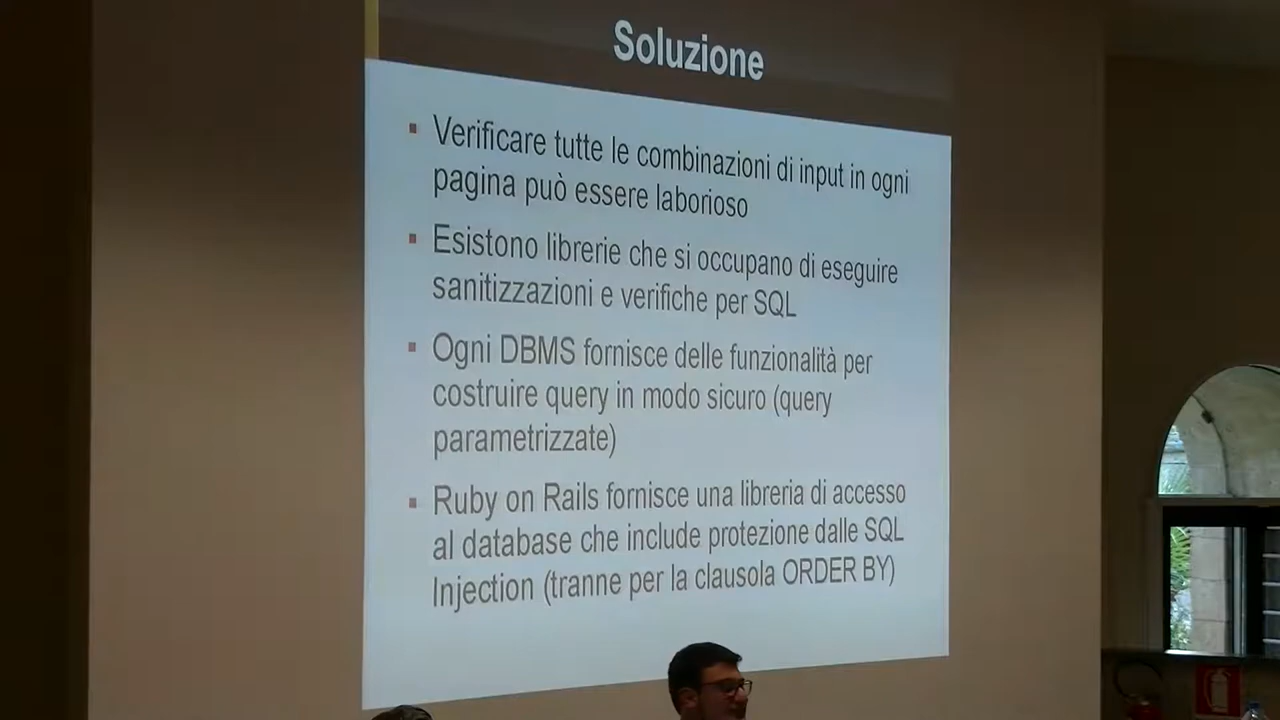 Soluzione
Verificare tutte le combinazioni di input in ogni
pagina può essere laborioso
Esistono librerie che si occupano di eseguire
sanitizzazioni e verifiche per SQL
Ogni DBMS fornisce delle funzionalità per
costruire query in modo sicuro (query
parametrizzate)
Ruby on Rails fornisce una libreria di accesso
al database che include protezione dalle SQL
Injection (tranne per la clausola ORDER BY)